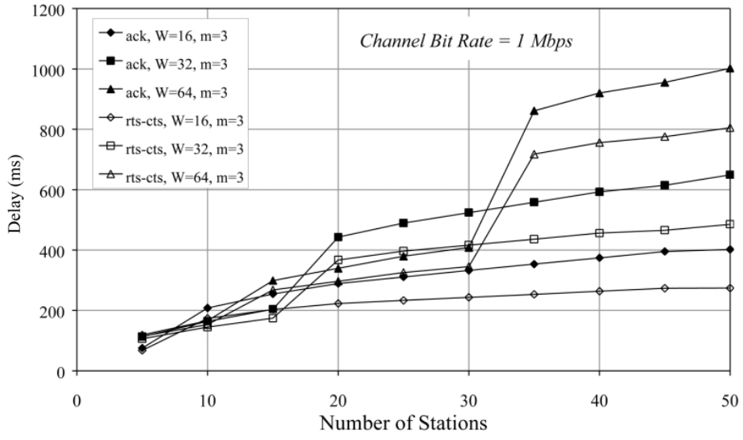 1200
1000
800
600
400
200
0
Delay (ms)
ack, W=16, m=3
ack, W=32, m=3
ack, W=64, m=3
rts-cts, W=16, m=3
rts-cts, W=32, m=3
rts-cts, W=64, m=3
Channel Bit Rate = 1 Mbps
0 10 20 30 40 50
Number of Stations